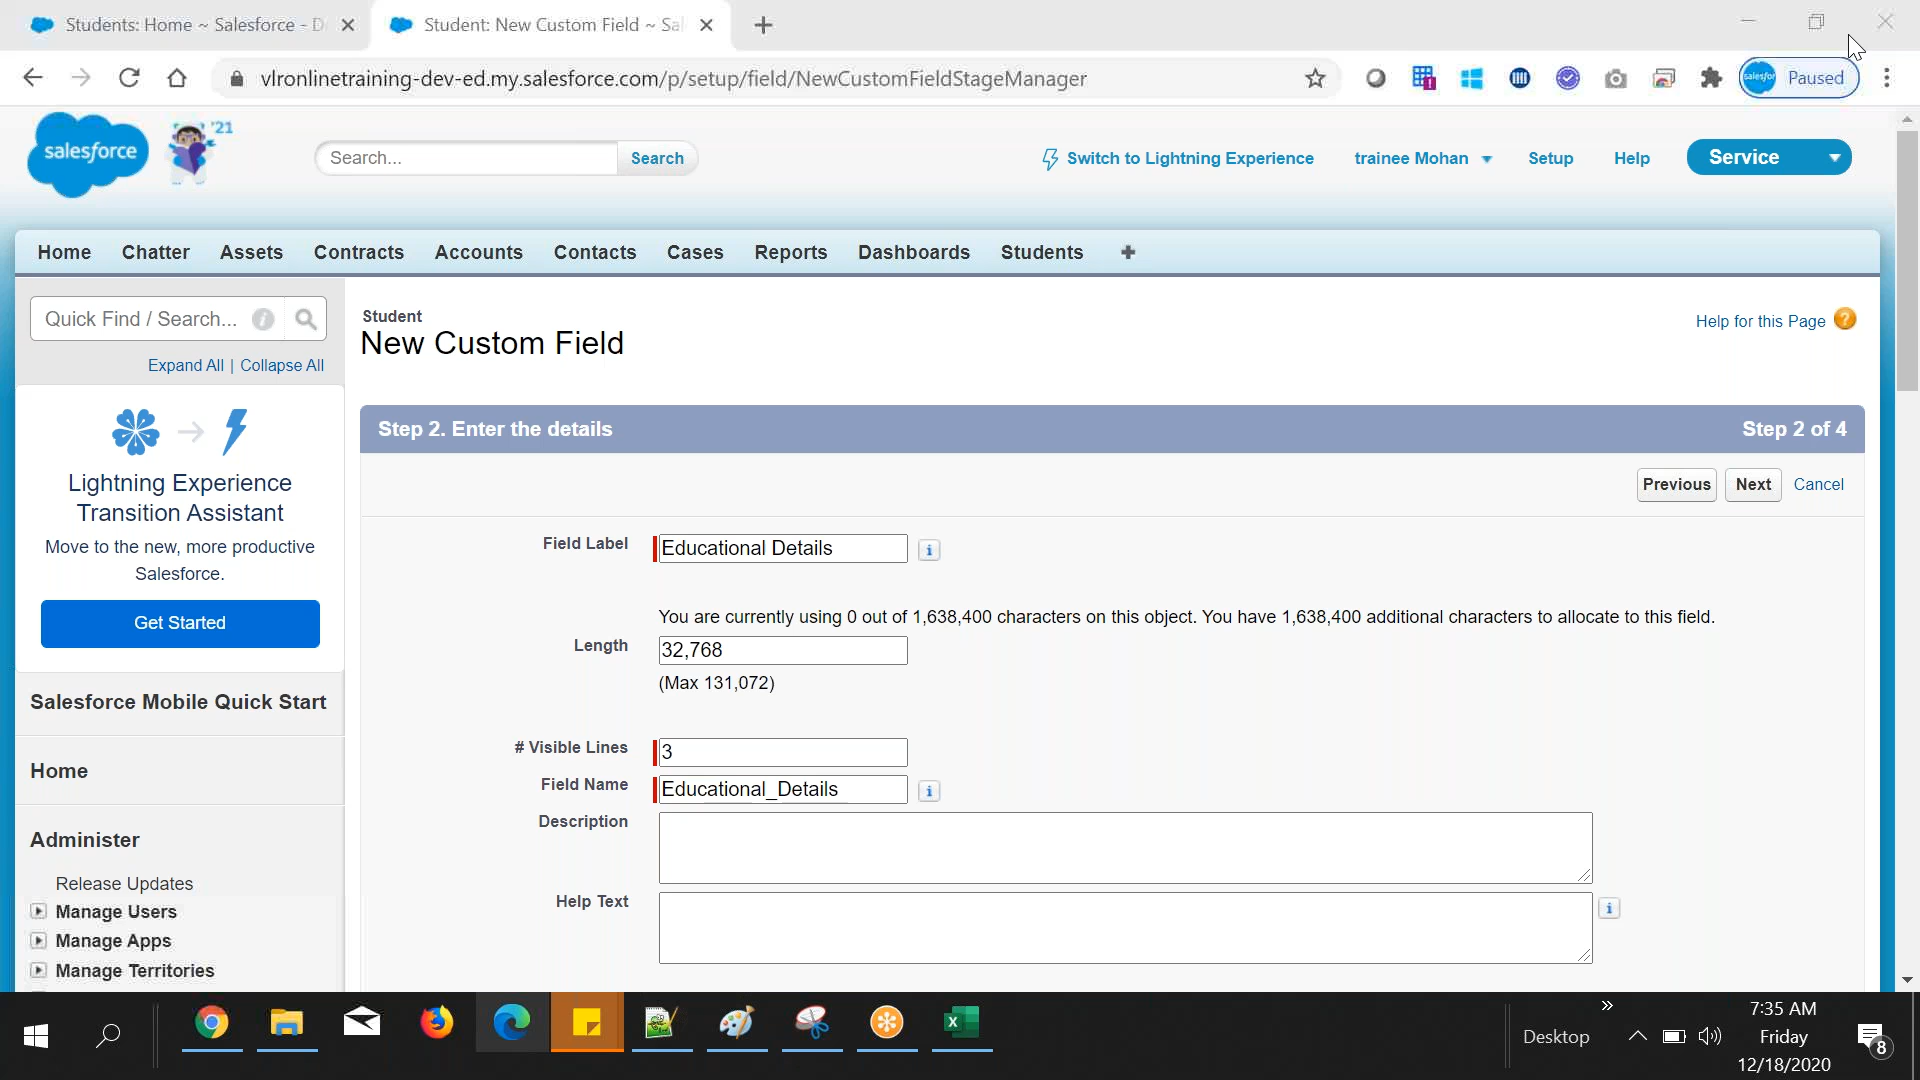 Students: Home ~ Salesforce - D
Student: New Custom Field ~ Sal
vlronlinetraining-dev-ed.my.salesforce.com/p/setup/field/NewCustomFieldStageManager
Paused
salesforce
'21
Search...
Search
Switch to Lightning Experience
trainee Mohan
Setup
Help
Service
Home
Chatter
Assets
Contracts
Accounts
Contacts
Cases
Reports
Dashboards
Students
Quick Find / Search...
Expand All | Collapse All
Lightning Experience
Transition Assistant
Move to the new, more productive
Salesforce.
Get Started
Salesforce Mobile Quick Start
Home
Administer
Release Updates
Manage Users
Manage Apps
Manage Territories
Student
New Custom Field
Help for this Page
Step 2. Enter the details
Step 2 of 4
Previous
Next
Cancel
Field Label
Educational Details
You are currently using 0 out of 1,638,400 characters on this object. You have 1,638,400 additional characters to allocate to this field.
Length
32,768
(Max 131,072)
# Visible Lines
3
Field Name
Educational_Details
Description
Help Text
Desktop
7:35 AM
Friday
12/18/2020
8